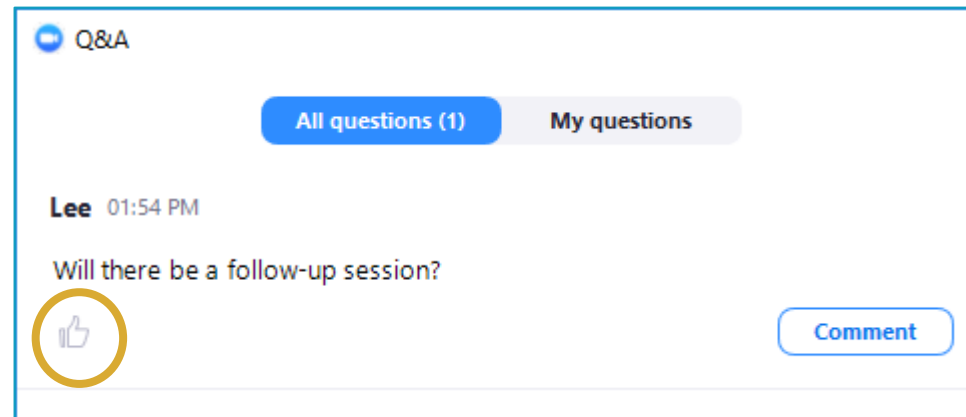 Q&A
All questions (1) My questions
Lee 01:54 PM
Will there be a follow-up session?
Comment